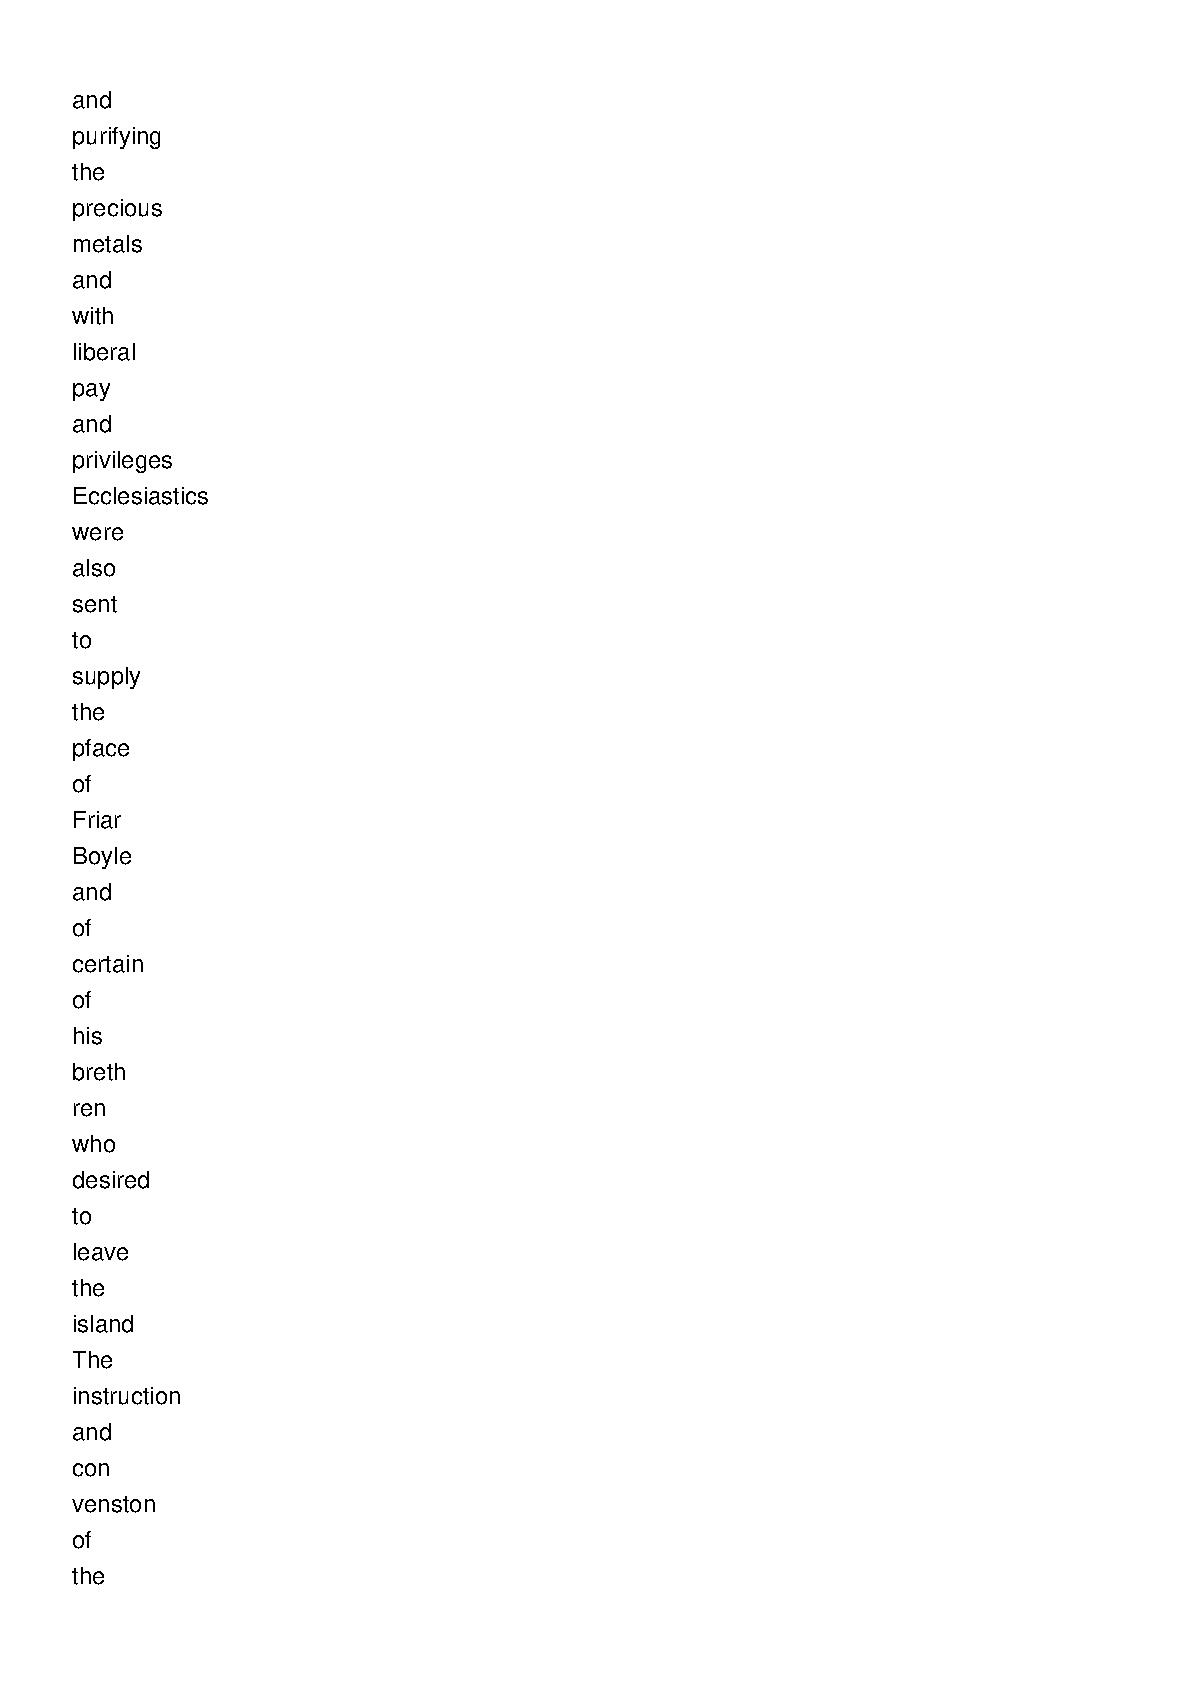 and
purifying
the
precious
metals
and
with
liberal
pay
and
privileges
Ecclesiastics
were
also
sent
to
supply
the
pface
of
Friar
Boyle
and
of
certain
of
his
breth
ren
who
desired
to
leave
the
island
The
instruction
and
con
venston
of
the